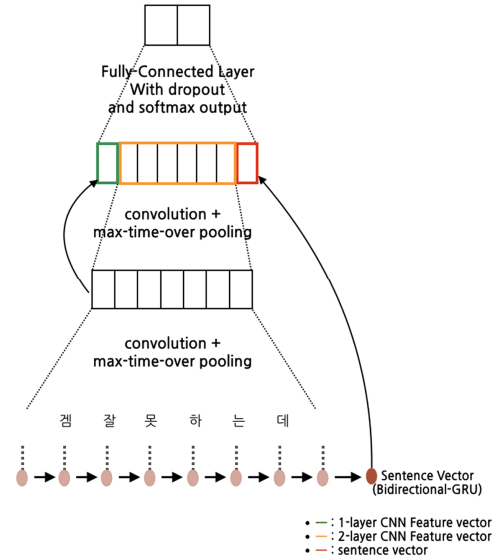 Fully-Connected Layer
With dropout
and softmax output
convolution +
max-time-over pooling
convolution +
max-time-over pooling
겜 잘 못 하 는 데
Sentence Vector
(Bidirectional-GRU)
• — : 1-layer CNN Feature vector
• — : 2-layer CNN Feature vector
• — : sentence vector